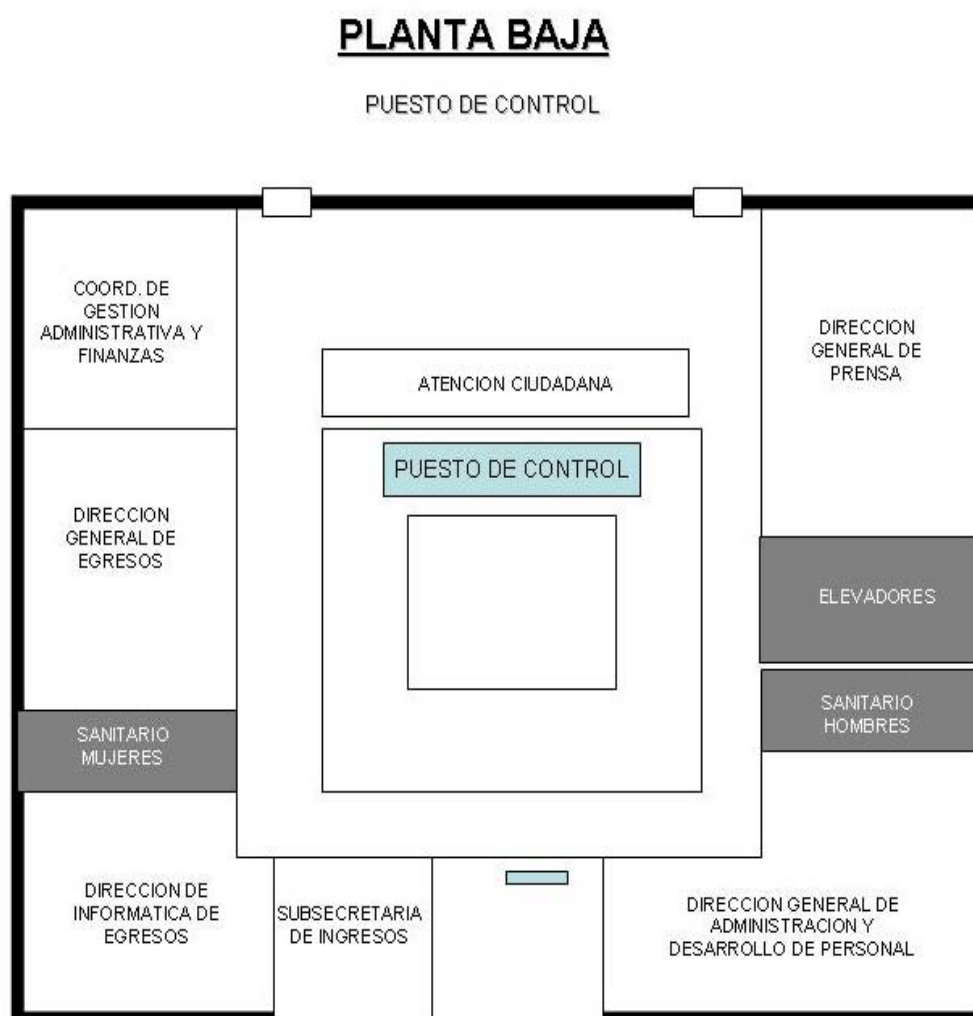 PLANTA BAJA
PUESTO DE CONTROL
COORD. DE
GESTION
ADMINISTRATIVA Y
FINANZAS
DIRECCION
GENERAL DE
PRENSA
ATENCION CIUDADANA
PUESTO DE CONTROL
DIRECCION
GENERAL DE
EGRESOS
ELEVADORES
SANITARIO
HOMBRES
SANITARIO
MUJERES
DIRECCION DE
INFORMATICA DE
EGRESOS
SUBSECRETARIA
DE INGRESOS
DIRECCION GENERAL DE
ADMINISTRACION Y
DESARROLLO DE PERSONAL